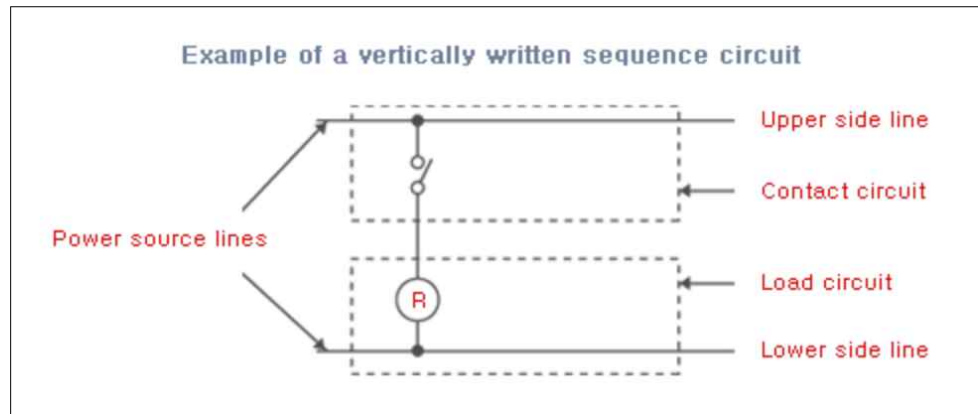 Example of a vertically written sequence circuit
Upper side line
Contact circuit
Power source lines
Load circuit
R
Lower side line